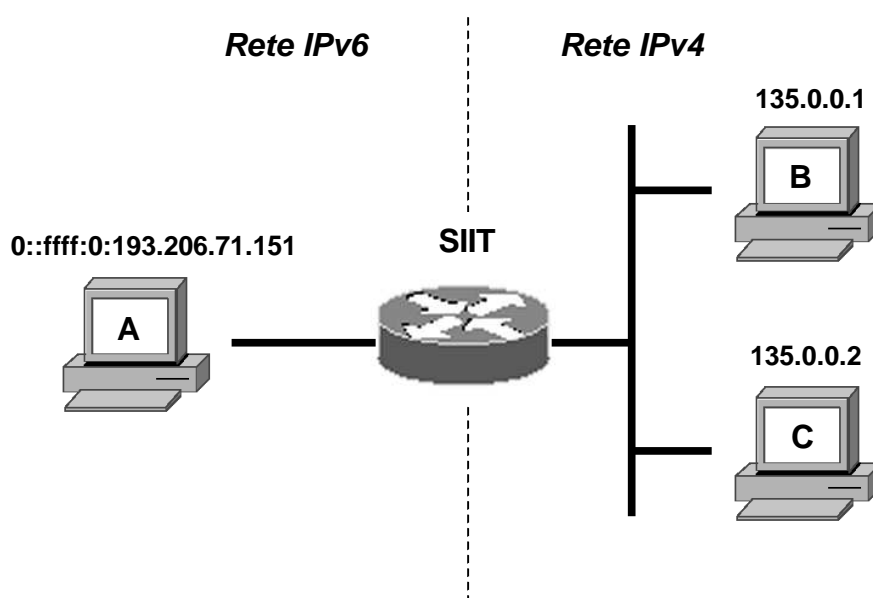 Rete IPv6
Rete IPv4
135.0.0.1
B
0::ffff:0:193.206.71.151
SIIT
A
135.0.0.2
C